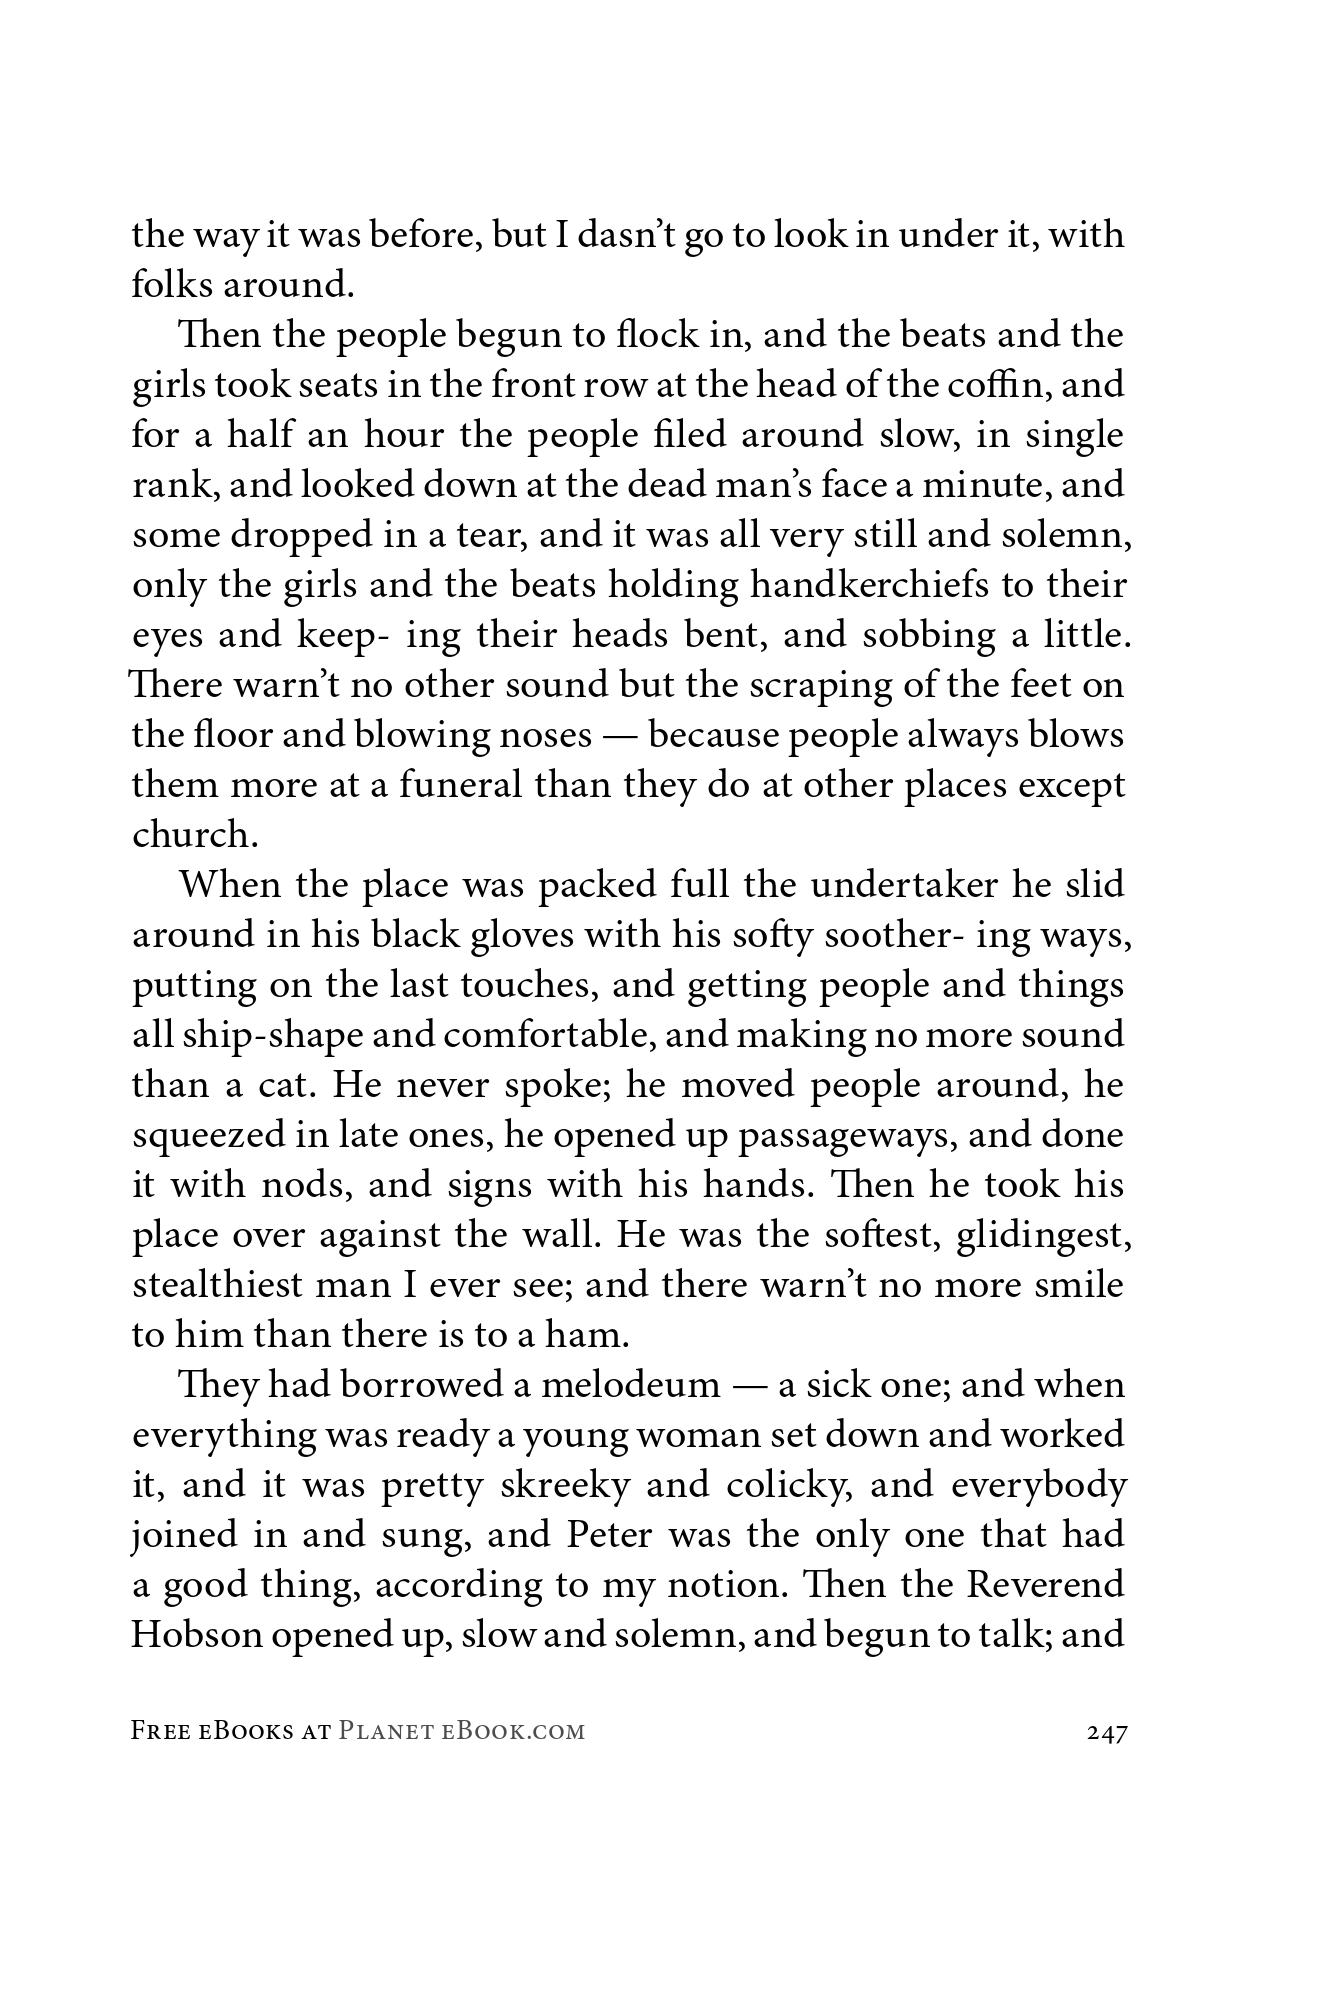 the way it was before, but I dasn’t go to look in under it, with
folks around.
Then the people begun to flock in, and the beats and the
girls took seats in the front row at the head of the coffin, and
for a half an hour the people filed around slow, in single
rank, and looked down at the dead man’s face a minute, and
some dropped in a tear, and it was all very still and solemn,
only the girls and the beats holding handkerchiefs to their
eyes and keep- ing their heads bent, and sobbing a little.
There warn’t no other sound but the scraping of the feet on
the floor and blowing noses — because people always blows
them more at a funeral than they do at other places except
church.
When the place was packed full the undertaker he slid
around in his black gloves with his softy soother- ing ways,
putting on the last touches, and getting people and things
all ship-shape and comfortable, and making no more sound
than a cat. He never spoke; he moved people around, he
squeezed in late ones, he opened up passageways, and done
it with nods, and signs with his hands. Then he took his
place over against the wall. He was the softest, glidingest,
stealthiest man I ever see; and there warn’t no more smile
to him than there is to a ham.
They had borrowed a melodeum — a sick one; and when
everything was ready a young woman set down and worked
it, and it was pretty skreeky and colicky, and everybody
joined in and sung, and Peter was the only one that had
a good thing, according to my notion. Then the Reverend
Hobson opened up, slow and solemn, and begun to talk; and
Free eBooks at Planet eBook.com 247